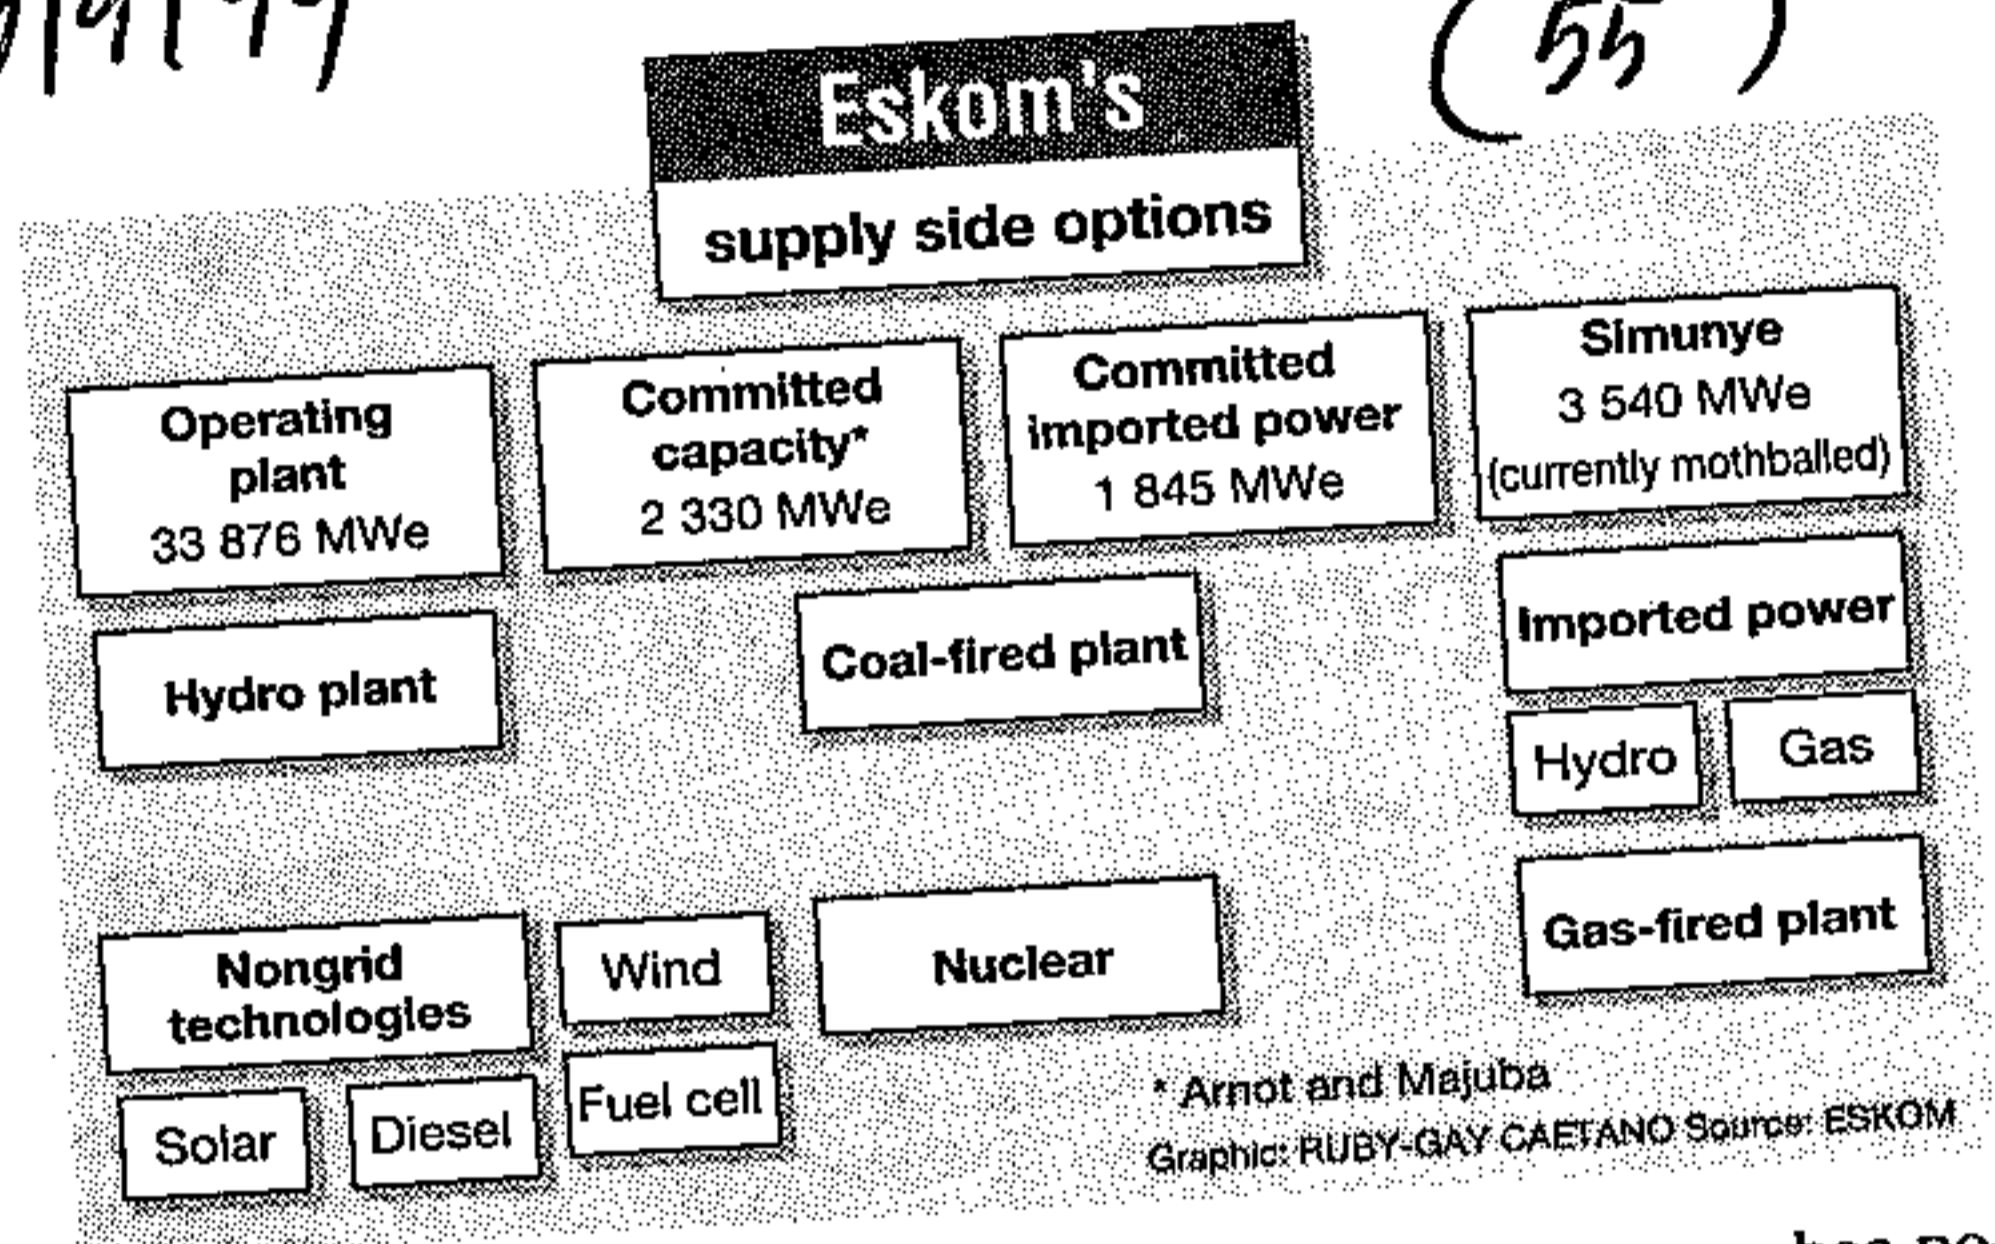 (55)
Eskom's
supply side options
Operating
plant
33 876 MWe
Committed
capacity*
2 330 MWe
Committed
imported power
1 845 MWe
Simunye
3 540 MWe
(currently mothballed)
Hydro plant
Coal-fired plant
Imported power
Hydro
Gas
Nongrid
technologies
Wind
Nuclear
Gas-fired plant
Solar
Diesel
Fuel cell
* Arnot and Majuba
Graphic: RUBY-GAY CAETANO Source: ESKOM